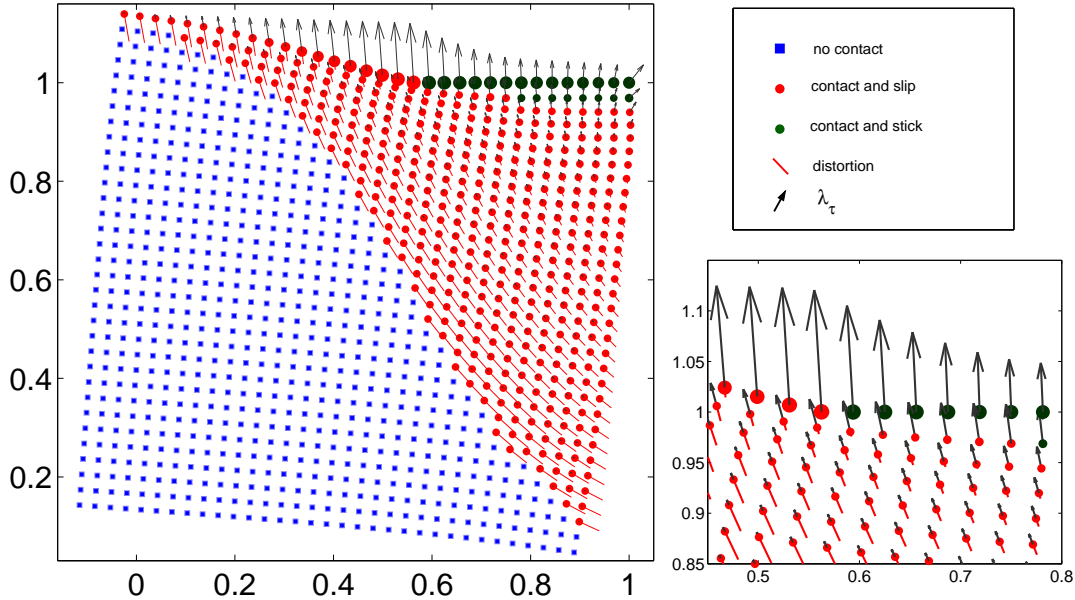 1
1
0.8
0.6
0.4
0.2
0 0.2 0.4 0.6 0.8 1
no contact
contact and slip
contact and stick
distortion
λτ
1.1
1.05
1
0.95
0.9
0.85
0.5 0.6 0.7 0.8